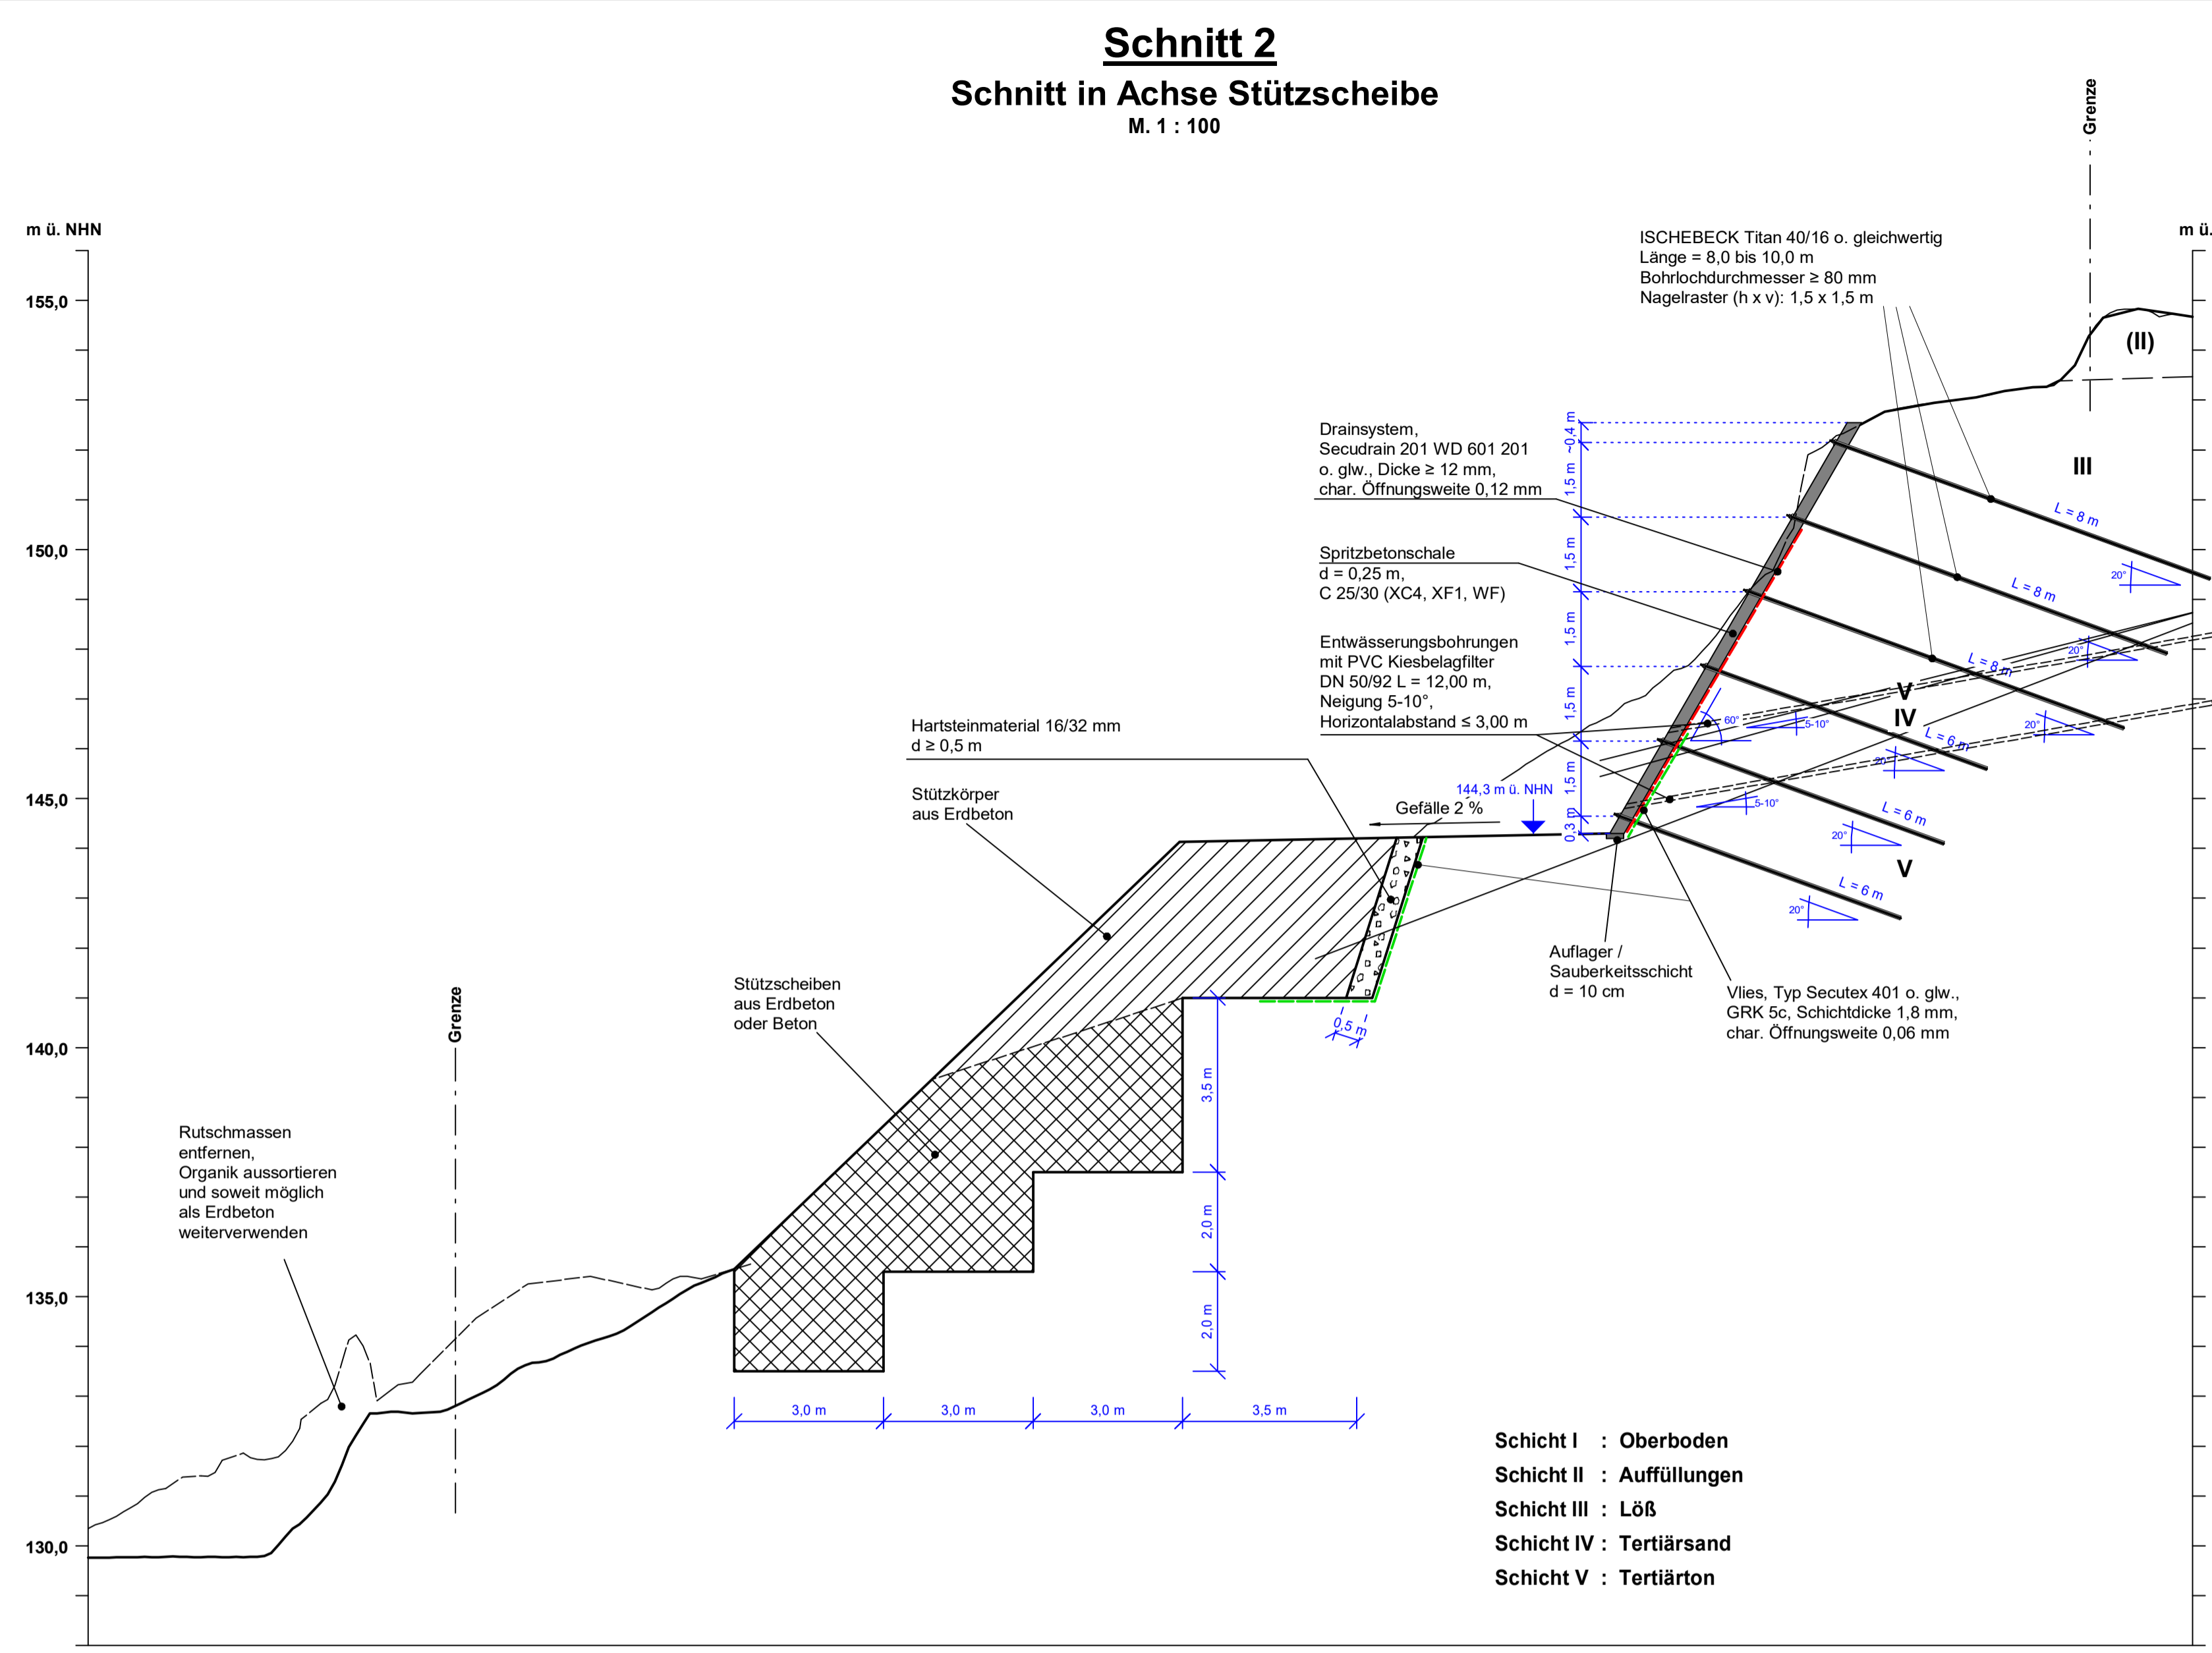 Schnitt 2
Schnitt in Achse Stützscheibe
M. 1 : 100
Grenze
m ü. NHN
m ü.
155,0
150,0
145,0
140,0
135,0
130,0
ISCHEBECK Titan 40/16 o. gleichwertig
Länge = 8,0 bis 10,0 m
Bohrlochdurchmesser ≥ 80 mm
Nagelraster (h x v): 1,5 x 1,5 m
(II)
III
V
IV
V
Drainsystem,
Secudrain 201 WD 601 201
o. glw., Dicke ≥ 12 mm,
char. Öffnungsweite 0,12 mm
Spritzbetonschale
d = 0,25 m,
C 25/30 (XC4, XF1, WF)
Entwässerungsbohrungen
mit PVC Kiesbelagfilter
DN 50/92 L = 12,00 m,
Neigung 5-10°,
Horizontalabstand ≤ 3,00 m
~0,4 m
1,5 m
1,5 m
1,5 m
1,5 m
1,5 m
0,3 m
L = 8 m
L = 8 m
L = 8 m
L = 6 m
L = 6 m
L = 6 m
20°
20°
20°
20
20°
20°
60°
5-10°
5-10°
Hartsteinmaterial 16/32 mm
d ≥ 0,5 m
Stützkörper
aus Erdbeton
144,3 m ü. NHN
Gefälle 2 %
Stützscheiben
aus Erdbeton
oder Beton
Auflager /
Sauberkeitsschicht
d = 10 cm
Vlies, Typ Secutex 401 o. glw.,
GRK 5c, Schichtdicke 1,8 mm,
char. Öffnungsweite 0,06 mm
0,5 m
3,5 m
2,0 m
2,0 m
Grenze
Rutschmassen
entfernen,
Organik aussortieren
und soweit möglich
als Erdbeton
weiterverwenden
3,0 m
3,0 m
3,0 m
3,5 m
Schicht I : Oberboden
Schicht II : Auffüllungen
Schicht III : Löß
Schicht IV : Tertiärsand
Schicht V : Tertiärton